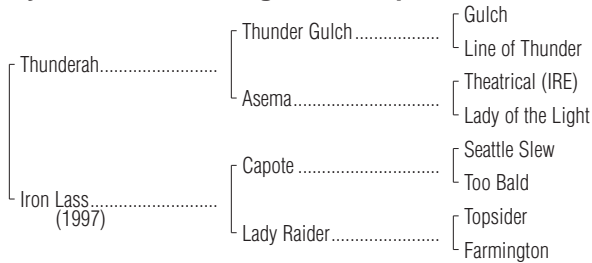 Gulch
Thunder Gulch..................
Line of Thunder
Thunderah.........................
Theatrical (IRE)
Asema...............................
Lady of the Light
Seattle Slew
Capote ..............................
Too Bald
Iron Lass...........................
(1997)
Topsider
Lady Raider.......................
Farmington